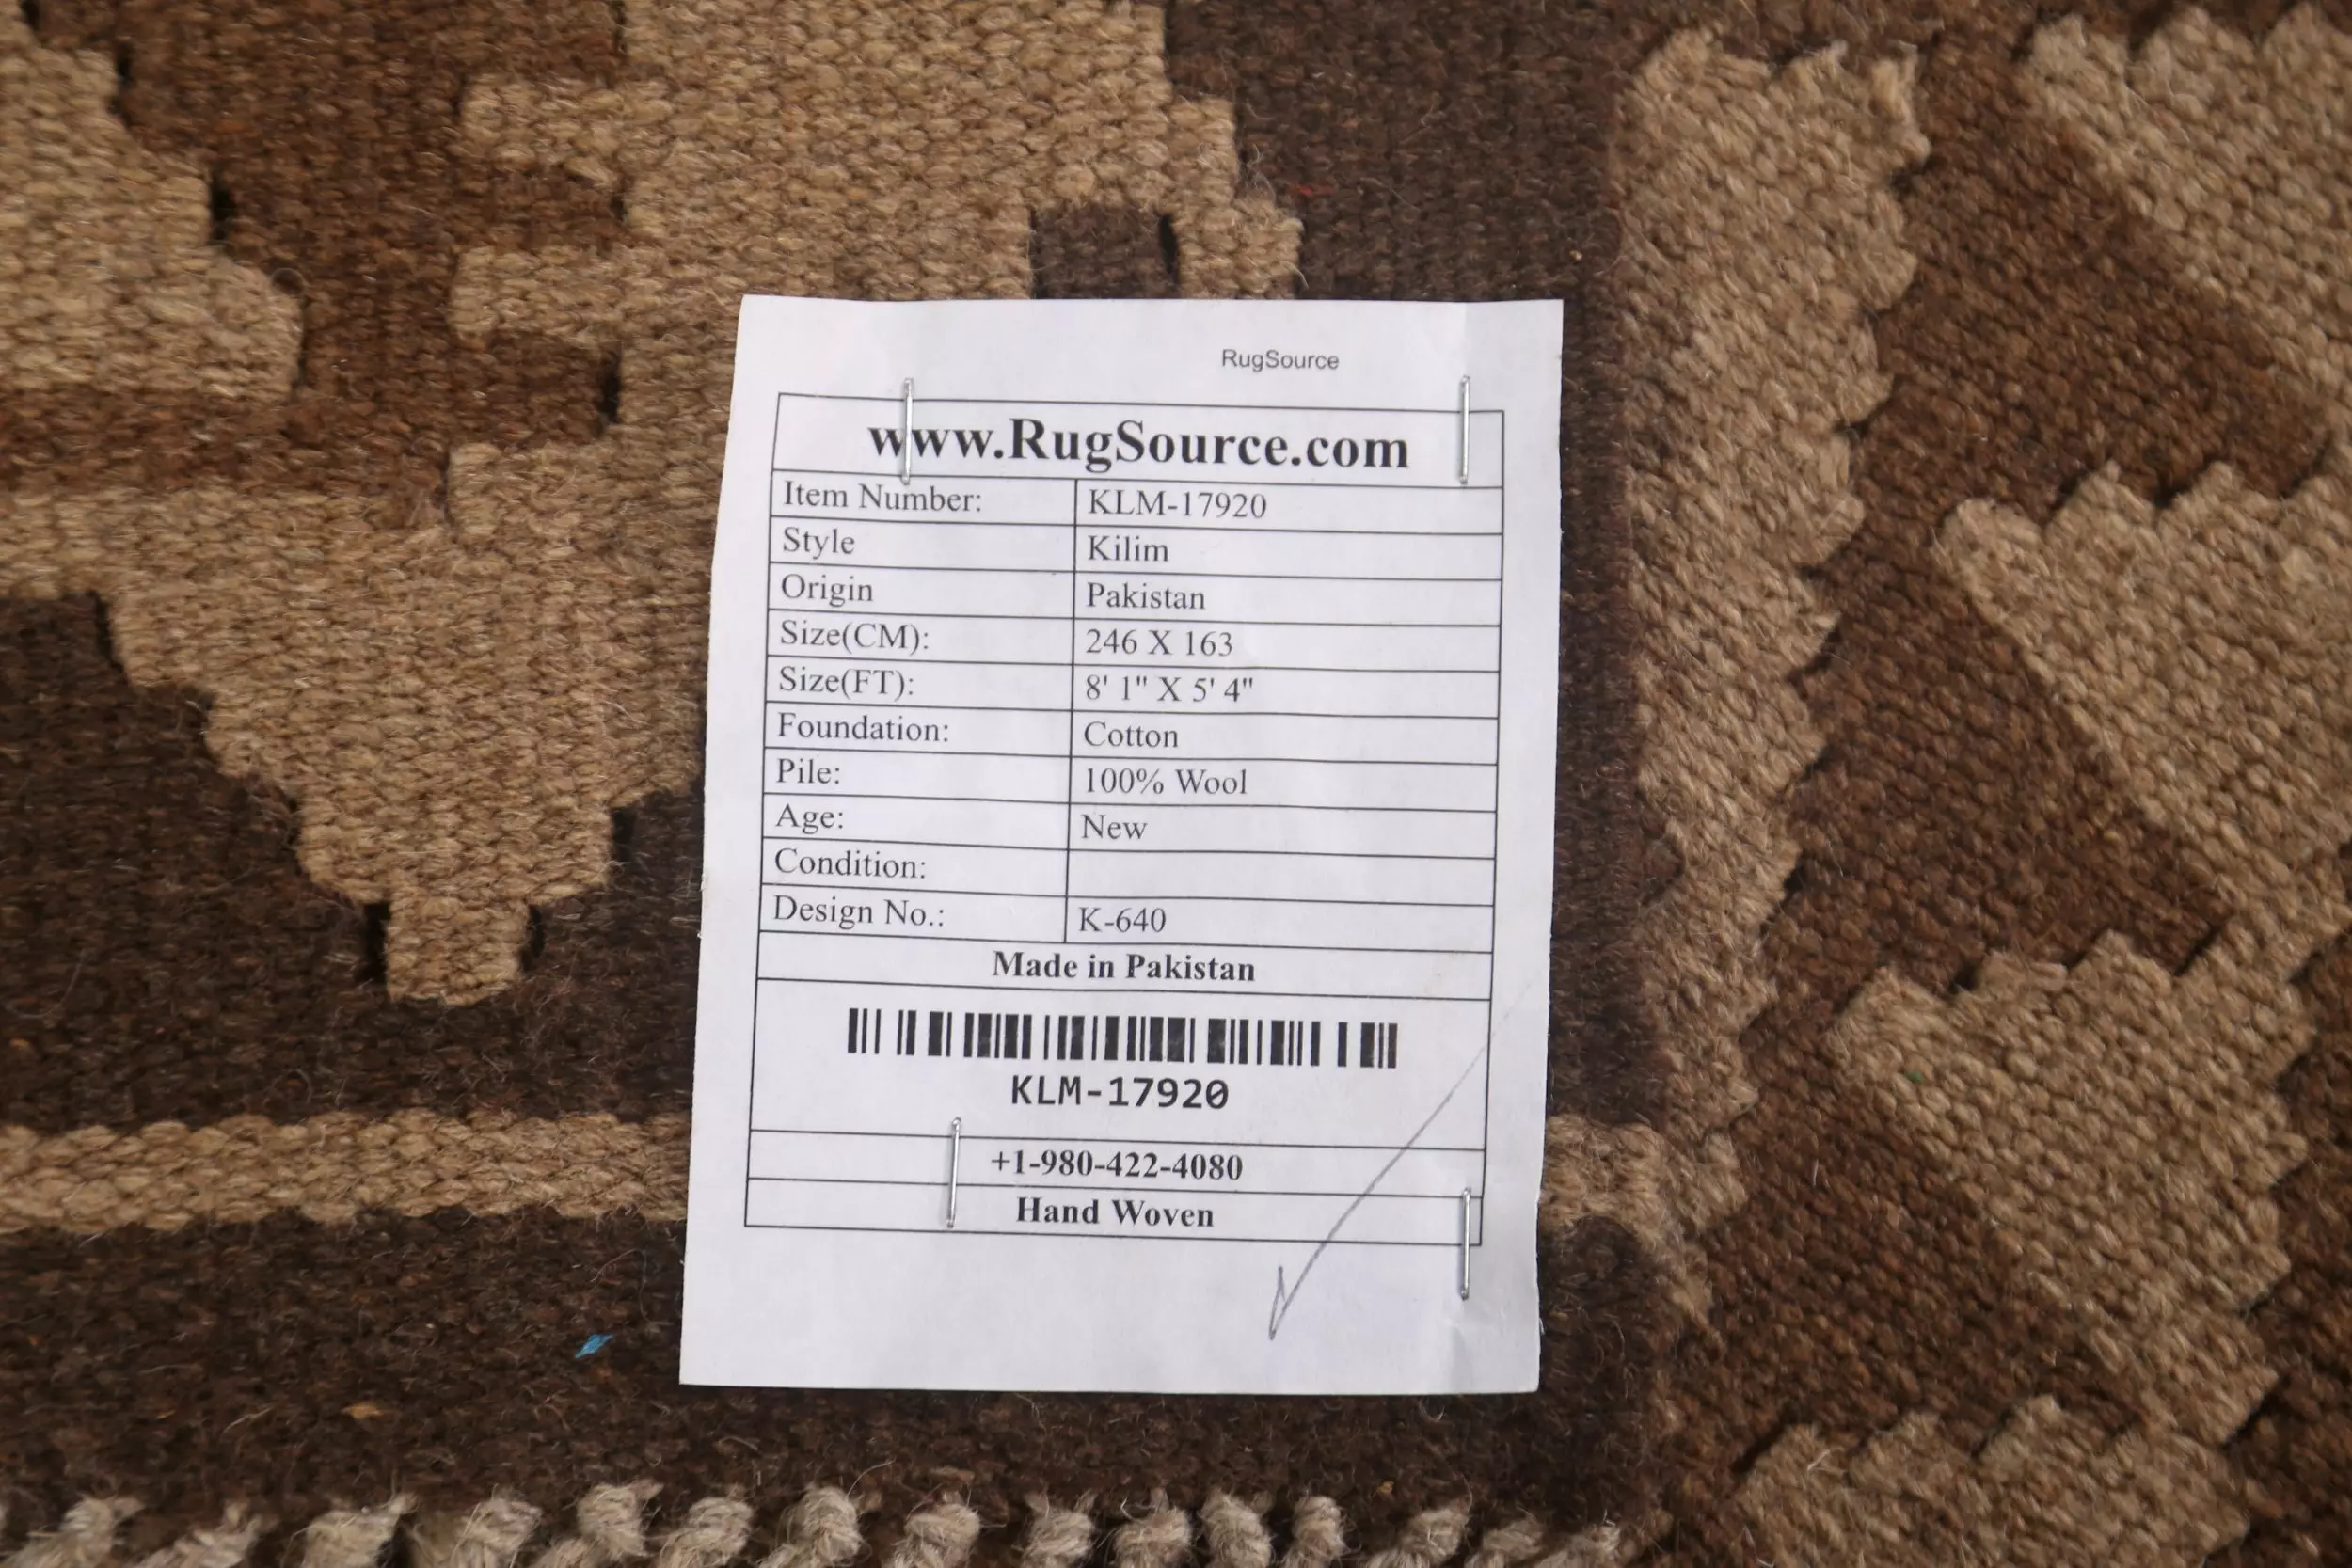 RugSource
www.RugSource.com
Item Number: KLM-17920
Style Kilim
Origin Pakistan
Size(CM): 246 X 163
Size(FT): 8' 1" X 5' 4"
Foundation: Cotton
Pile: 100% Wool
Age: New
Condition:
Design No.: K-640
Made in Pakistan
KLM-17920
+1-980-422-4080
Hand Woven